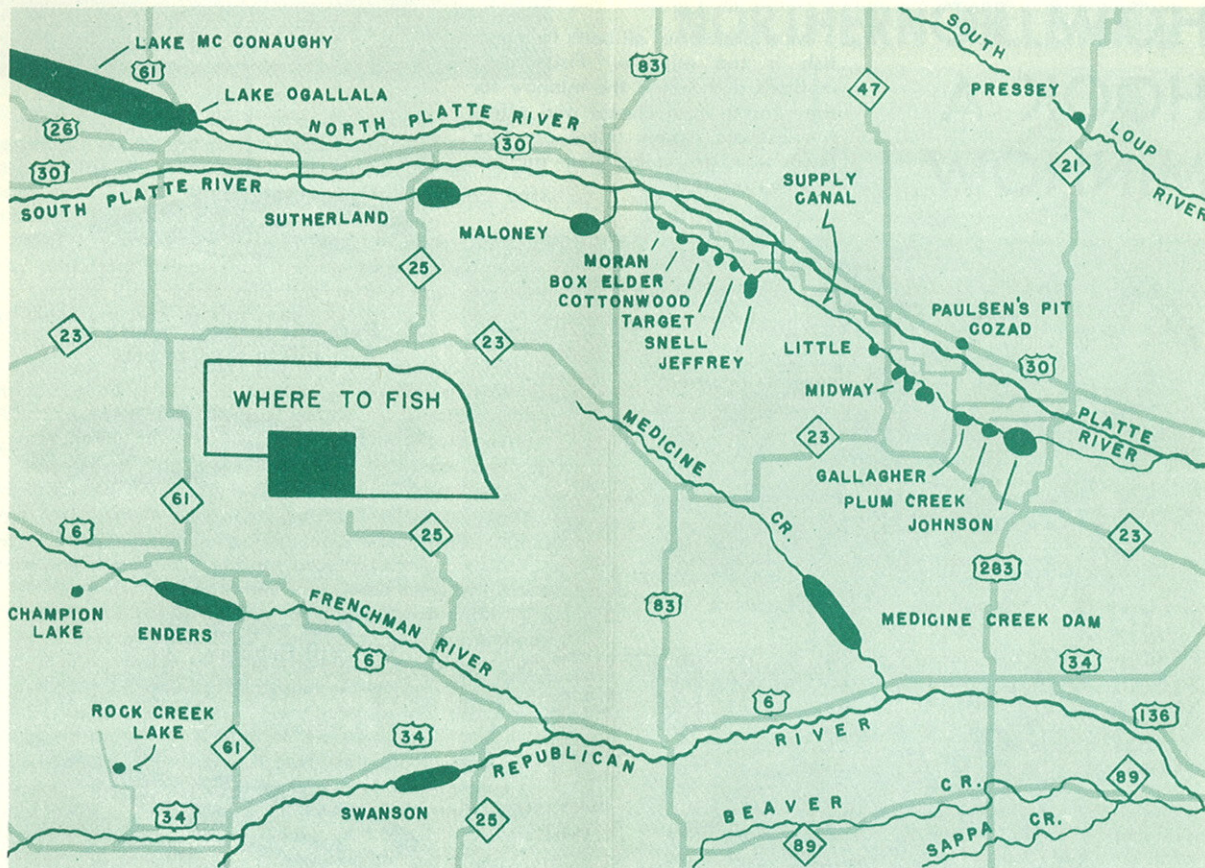 LAKE MC CONAUGHY
61
LAKE OGALLALA
26
30
NORTH PLATTE RIVER
30
83
47
SOUTH LOUP RIVER
PRESSEY
21
SOUTH PLATTE RIVER
SUTHERLAND
MALONEY
SUPPLY
CANAL
25
MORAN
BOX ELDER
COTTONWOOD
TARGET
SNELL
JEFFREY
PAULSEN'S PIT
COZAD
23
23
LITTLE
30
MIDWAY
WHERE TO FISH
MEDICINE CR.
23
PLATTE
RIVER
GALLAGHER
PLUM CREEK
JOHNSON
61
6
25
23
283
CHAMPION
LAKE
ENDERS
FRENCHMAN RIVER
83
MEDICINE CREEK DAM
6
34
ROCK CREEK
LAKE
61
34
6
136
REPUBLICAN RIVER
34
SWANSON
25
BEAVER CR.
89
89
SAPPA CR.